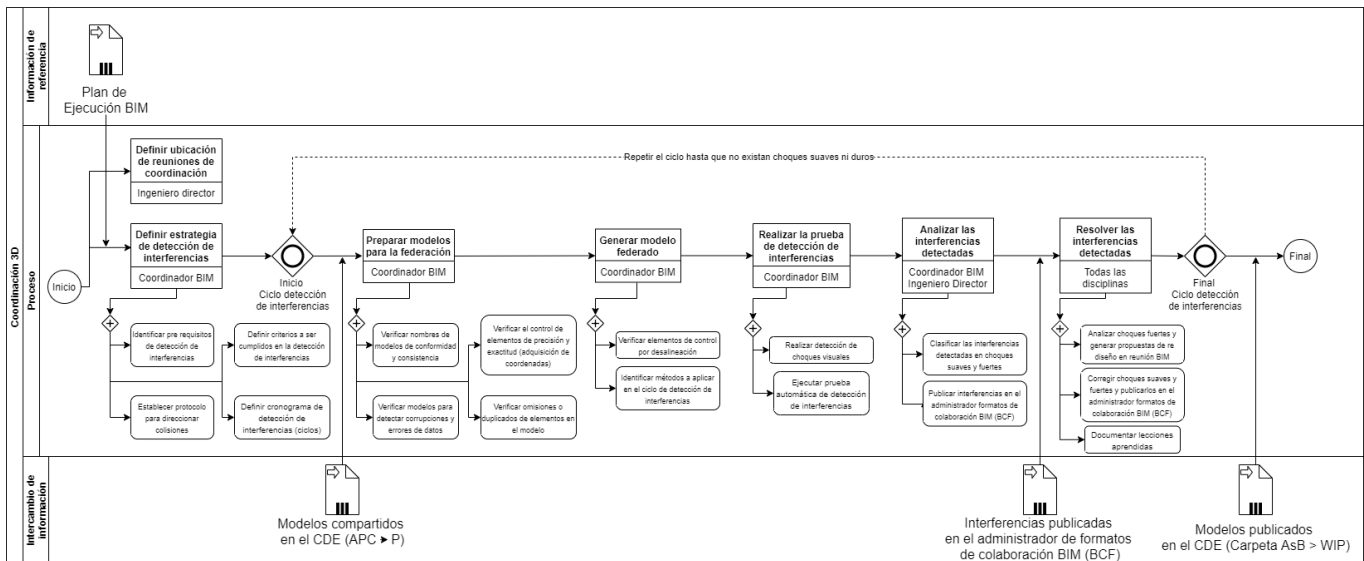 Coordinación 3D
Información de
referencia
Plan de
Ejecución BIM
Proceso
Inicio
Definir ubicación
de reuniones de
coordinación
Ingeniero director
Definir estrategia
de detección de
interferencias
Coordinador BIM
Identificar pre requisitos
de detección de
interferencias
Definir criterios a ser
cumplidos en la detección
de interferencias
Establecer protocolo
para direccionar
colisiones
Definir cronograma de
detección de
interferencias (ciclos)
Inicio
Ciclo detección
de interferencias
Repetir el ciclo hasta que no existan choques suaves ni duros
Preparar modelos
para la federación
Coordinador BIM
Verificar nombres de
modelos de conformidad y
consistencia
Verificar el control de
elementos de precisión y
exactitud (adquisición de
coordenadas)
Verificar modelos para
detectar corrupciones y
errores de datos
Verificar omisiones o
duplicados de elementos en
el modelo
Generar modelo
federado
Coordinador BIM
Verificar elementos de control
por desalineación
Identificar métodos a aplicar
en el ciclo de detección de
interferencias
Realizar la prueba
de detección de
interferencias
Coordinador BIM
Realizar detección de
choques visuales
Ejecutar prueba
automática de detección
de interferencias
Analizar las
interferencias
detectadas
Coordinador BIM
Ingeniero Director
Clasificar las interferencias
detectadas en choques
suaves y fuertes
Publicar interferencias en el
administrador formatos de
colaboración BIM (BCF)
Resolver las
interferencias
detectadas
Todas las
disciplinas
Analizar choques fuertes y
generar propuestas de re
diseño en reunión BIM
Corregir choques suaves y
fuertes y publicarlos en el
administrador formatos de
colaboración BIM (BCF)
Documentar lecciones
aprendidas
Final
Ciclo detección
de interferencias
Final
Intercambio de
información
Modelos compartidos
en el CDE (APC ➤ P)
Interferencias publicadas
en el administrador de formatos
de colaboración BIM (BCF)
Modelos publicados
en el CDE (Carpeta AsB > WIP)